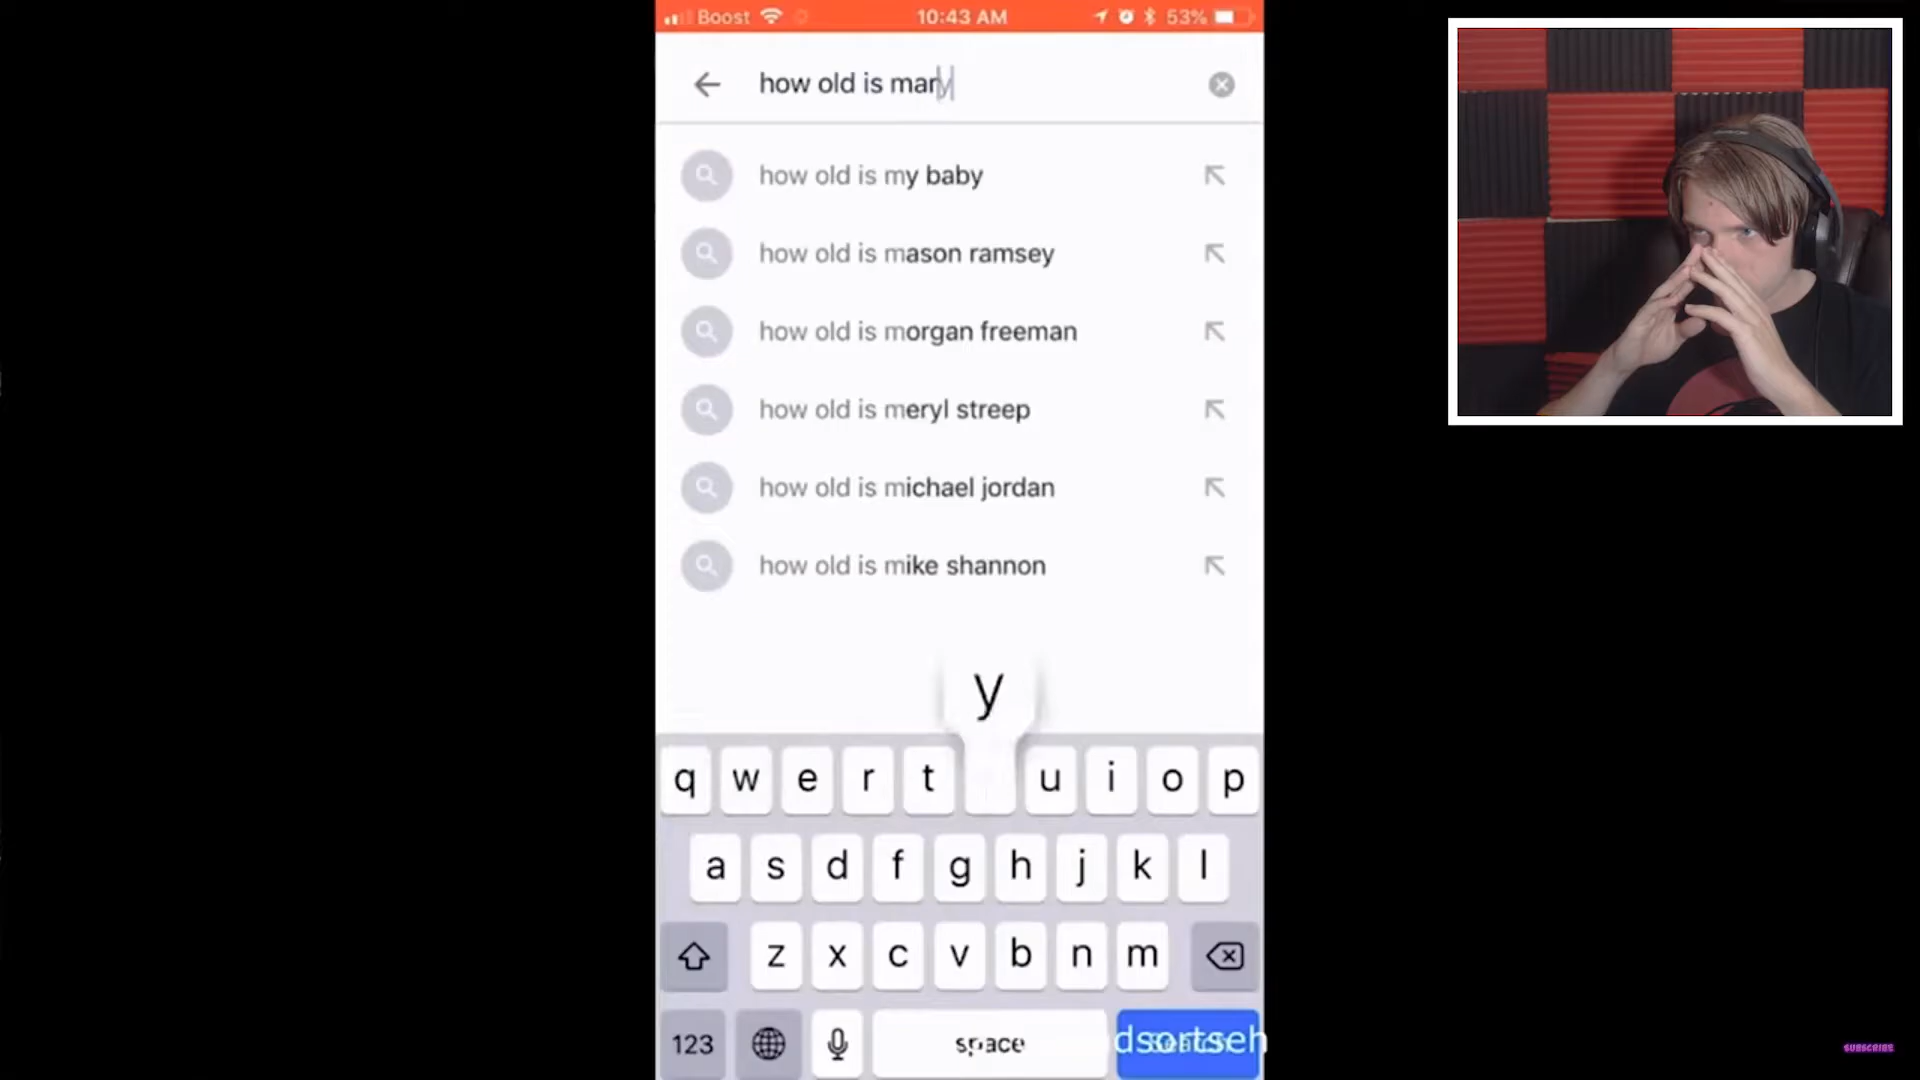 Boost 10:43 AM 53%
how old is mary
how old is my baby
how old is mason ramsey
how old is morgan freeman
how old is meryl streep
how old is michael jordan
how old is mike shannon
y
q w e r t u i o p
a s d f g h j k l
z x c v b n m
123 space dsortseh
SUBSCRIBE